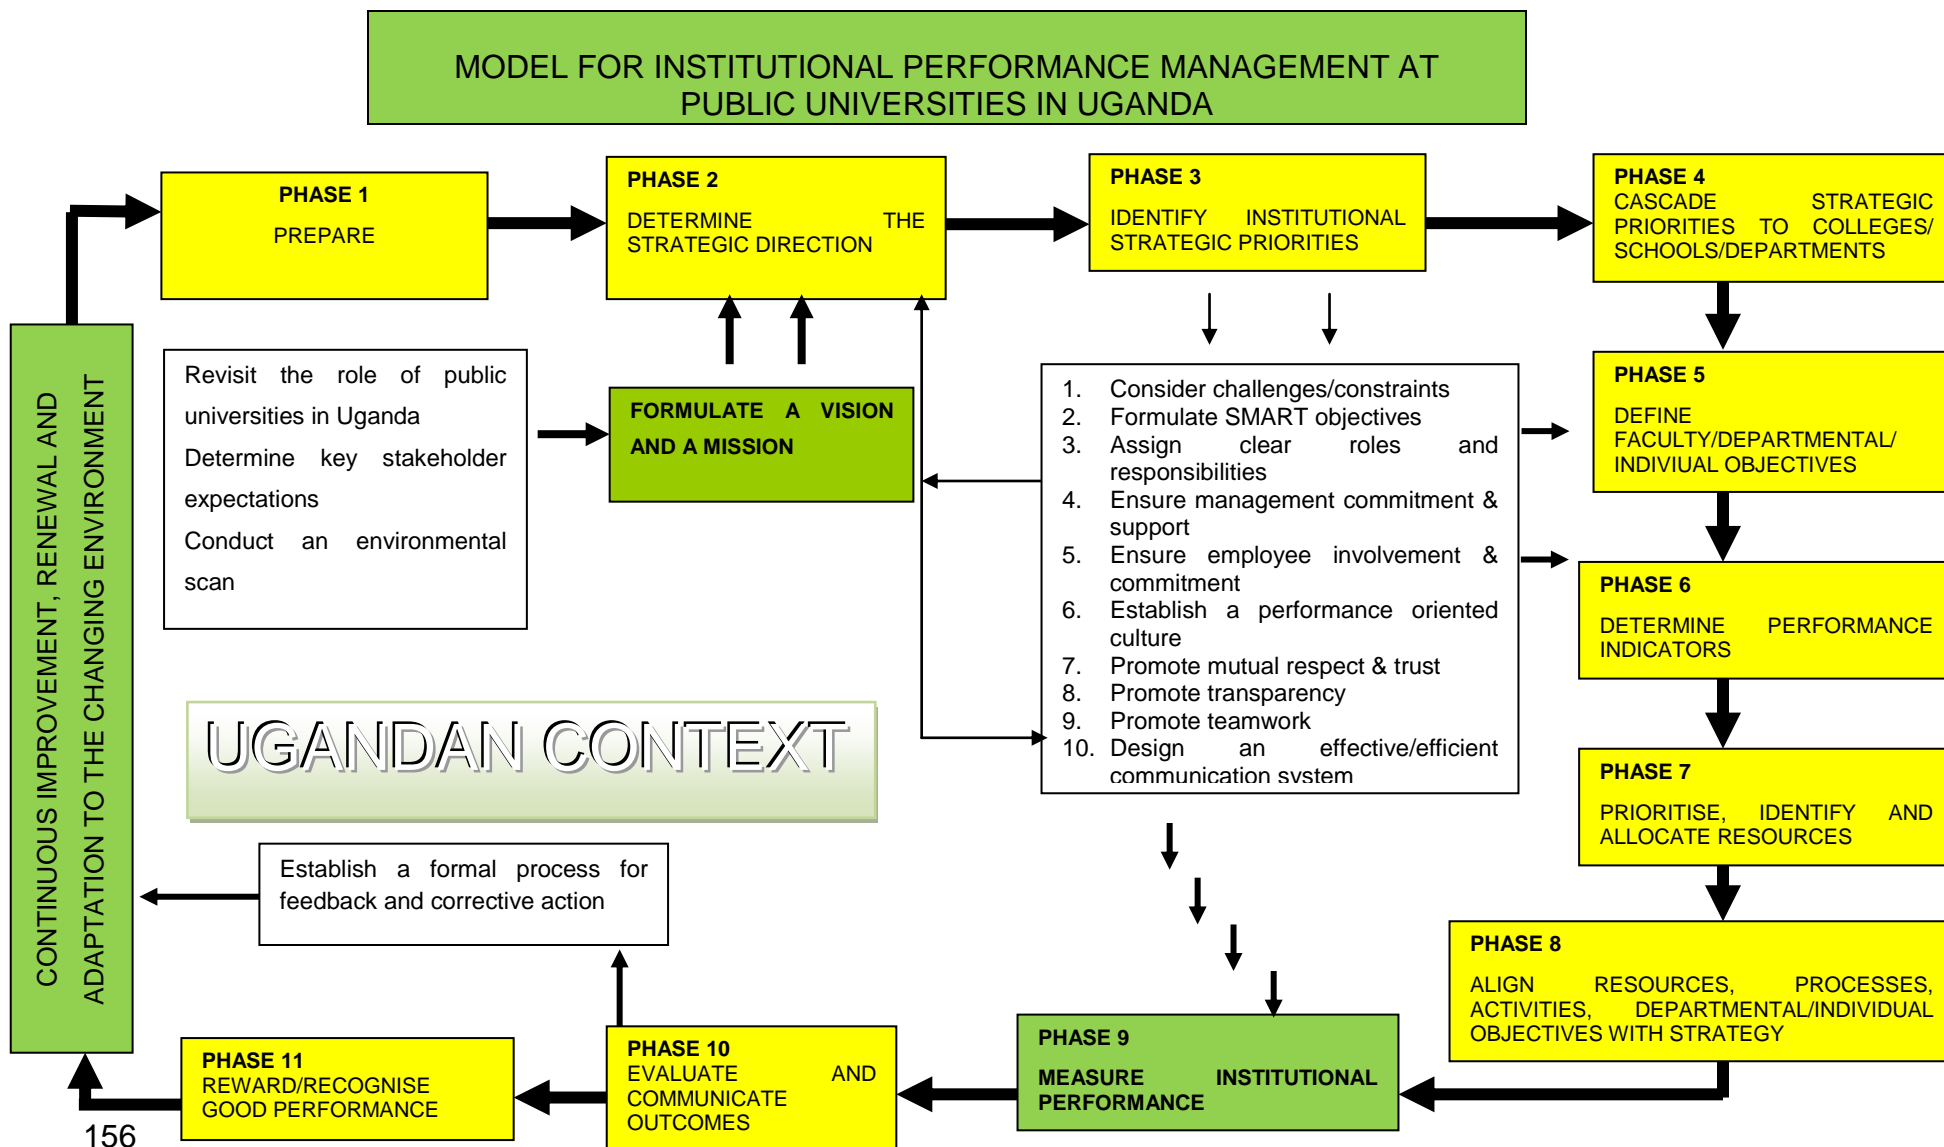 MODEL FOR INSTITUTIONAL PERFORMANCE MANAGEMENT AT
PUBLIC UNIVERSITIES IN UGANDA
PHASE 1
PREPARE
PHASE 2
DETERMINE THE
STRATEGIC DIRECTION
PHASE 3
IDENTIFY INSTITUTIONAL
STRATEGIC PRIORITIES
PHASE 4
CASCADE STRATEGIC
PRIORITIES TO COLLEGES/
SCHOOLS/DEPARTMENTS
CONTINUOUS IMPROVEMENT, RENEWAL AND
ADAPTATION TO THE CHANGING ENVIRONMENT
Revisit the role of public
universities in Uganda
Determine key stakeholder
expectations
Conduct an environmental
scan
FORMULATE A VISION
AND A MISSION
1. Consider challenges/constraints
2. Formulate SMART objectives
3. Assign clear roles and
responsibilities
4. Ensure management commitment &
support
5. Ensure employee involvement &
commitment
6. Establish a performance oriented
culture
7. Promote mutual respect & trust
8. Promote transparency
9. Promote teamwork
10. Design an effective/efficient
communication system
PHASE 5
DEFINE
FACULTY/DEPARTMENTAL/
INDIVIUAL OBJECTIVES
PHASE 6
DETERMINE PERFORMANCE
INDICATORS
UGANDAN CONTEXT
PHASE 7
PRIORITISE, IDENTIFY AND
ALLOCATE RESOURCES
Establish a formal process for
feedback and corrective action
PHASE 8
ALIGN RESOURCES, PROCESSES,
ACTIVITIES, DEPARTMENTAL/INDIVIDUAL
OBJECTIVES WITH STRATEGY
PHASE 9
MEASURE INSTITUTIONAL
PERFORMANCE
PHASE 10
EVALUATE AND
COMMUNICATE
OUTCOMES
PHASE 11
REWARD/RECOGNISE
GOOD PERFORMANCE
156